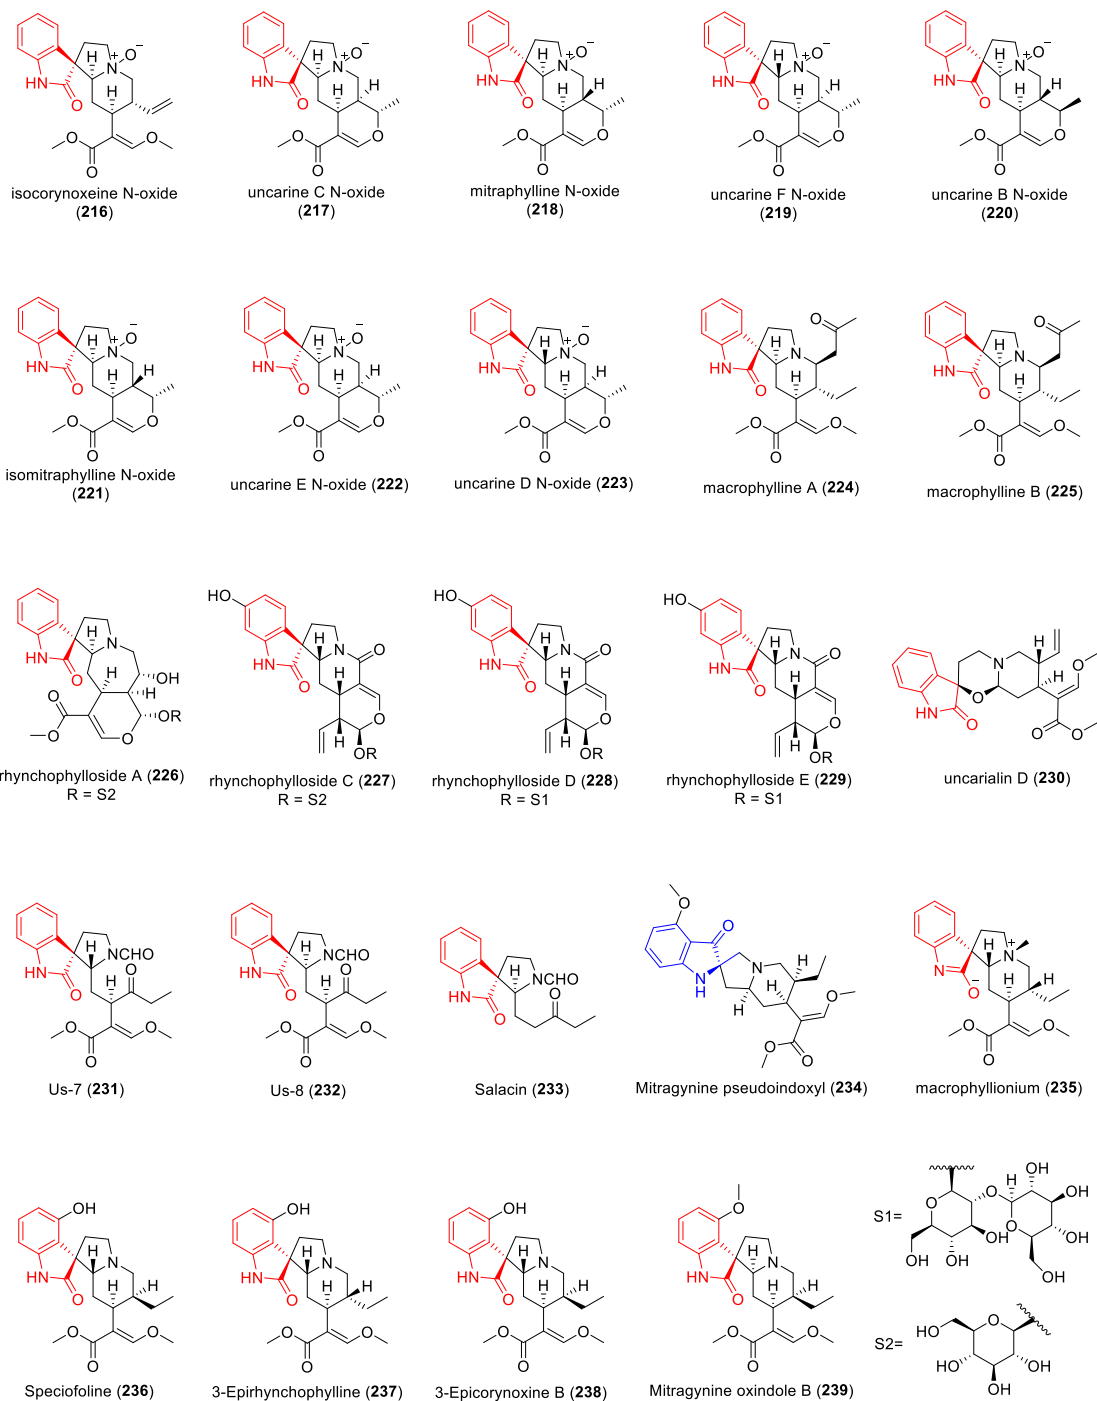 isocorynoxeine N-oxide
(216)
uncarine C N-oxide
(217)
mitraphylline N-oxide
(218)
uncarine F N-oxide
(219)
uncarine B N-oxide
(220)
isomitraphylline N-oxide
(221)
uncarine E N-oxide (222)
uncarine D N-oxide (223)
macrophylline A (224)
macrophylline B (225)
rhynchophylloside A (226)
R = S2
rhynchophylloside C (227)
R = S2
rhynchophylloside D (228)
R = S1
rhynchophylloside E (229)
R = S1
uncarialin D (230)
Us-7 (231)
Us-8 (232)
Salacin (233)
Mitragynine pseudoindoxyl (234)
macrophyllionium (235)
Speciofoline (236)
3-Epirhynchophylline (237)
3-Epicorynoxine B (238)
Mitragynine oxindole B (239)
S1=
S2=